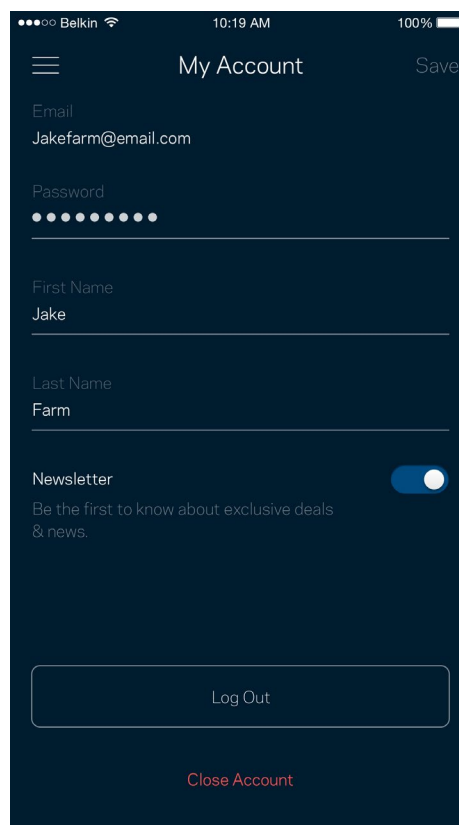 Belkin 10:19 AM 100%
My Account Save
Email
Jakefarm@email.com
Password
●●●●●●●●●
First Name
Jake
Last Name
Farm
Newsletter
Be the first to know about exclusive deals
& news.
Log Out
Close Account